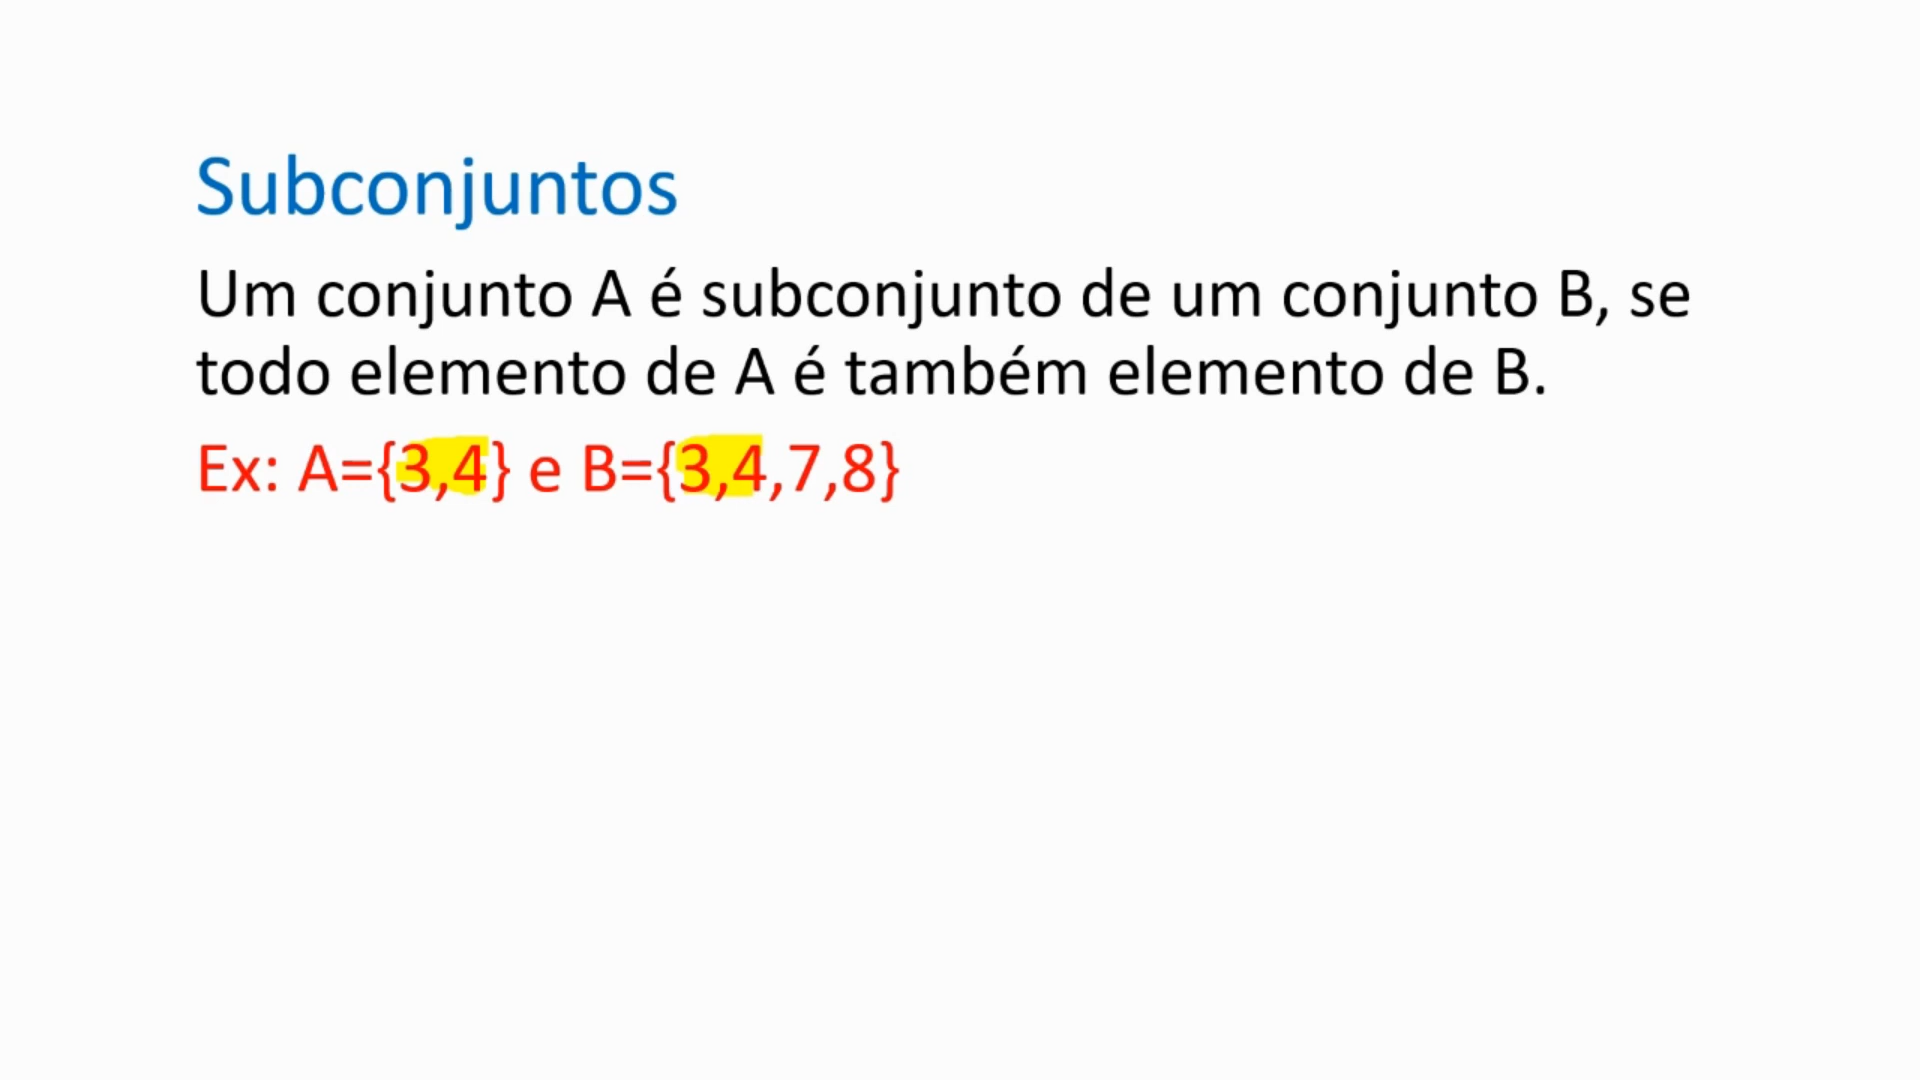 Subconjuntos
Um conjunto A é subconjunto de um conjunto B, se
todo elemento de A é também elemento de B.
Ex: A={3,4} e B={3,4,7,8}